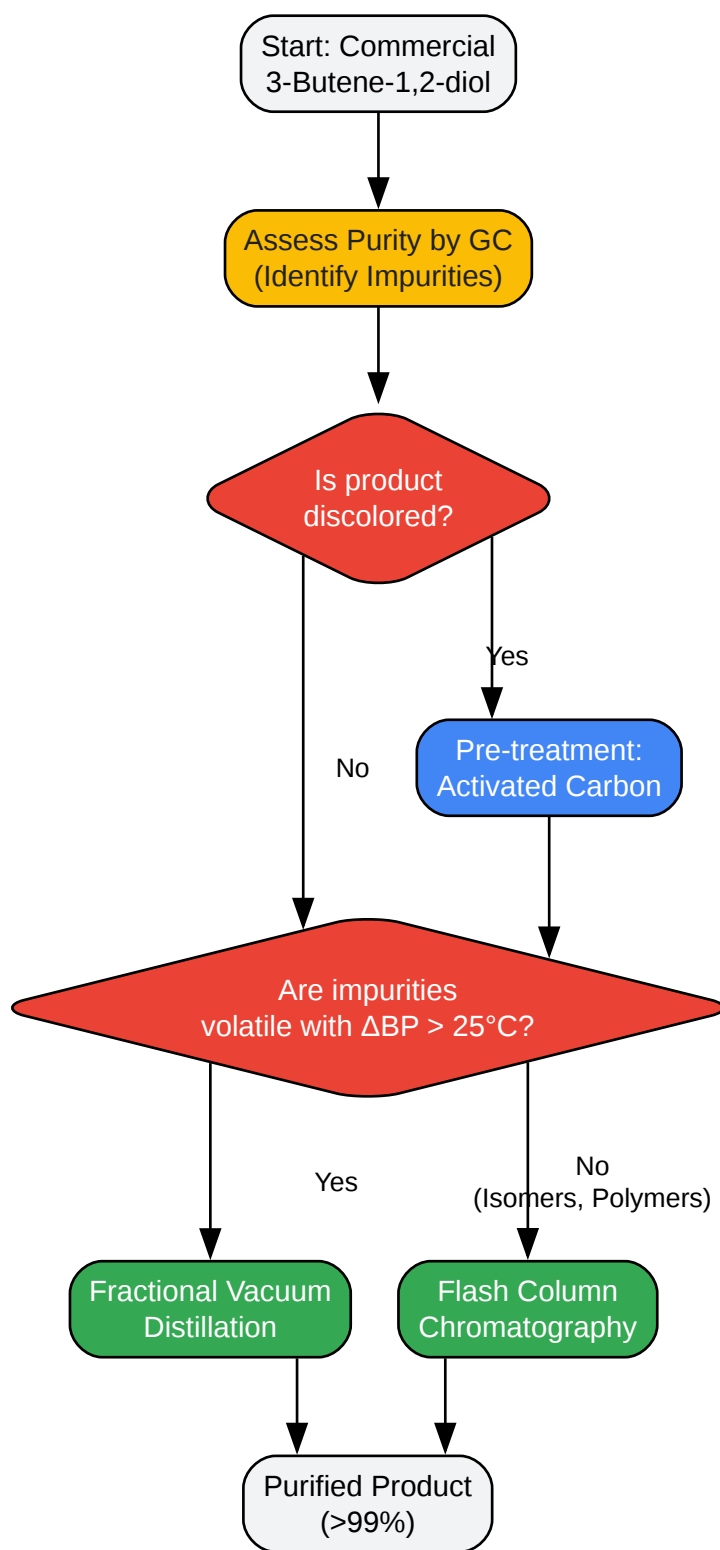 Start: Commercial
3-Butene-1,2-diol
Assess Purity by GC
(Identify Impurities)
Is product
discolored?
Yes
Pre-treatment:
Activated Carbon
No
Are impurities
volatile with ΔBP > 25°C?
Yes
No
(Isomers, Polymers)
Fractional Vacuum
Distillation
Flash Column
Chromatography
Purified Product
(>99%)